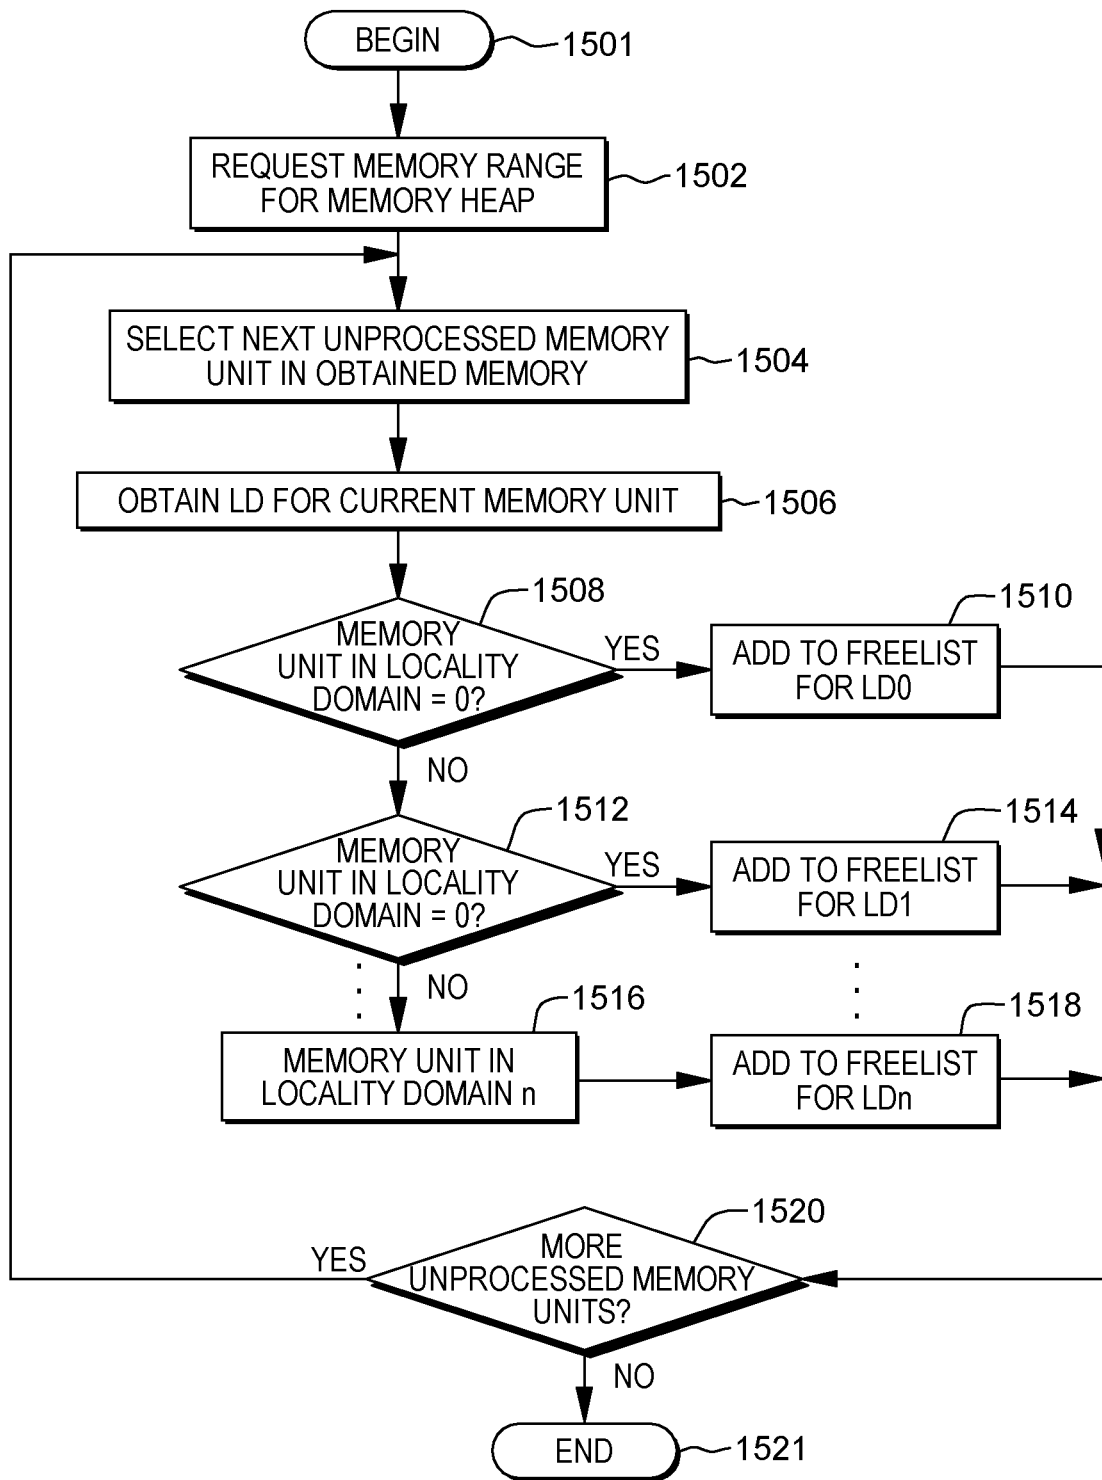 BEGIN
1501
REQUEST MEMORY RANGE
FOR MEMORY HEAP
1502
SELECT NEXT UNPROCESSED MEMORY
UNIT IN OBTAINED MEMORY
1504
OBTAIN LD FOR CURRENT MEMORY UNIT
1506
1508
MEMORY
UNIT IN LOCALITY
DOMAIN = 0?
YES
1510
ADD TO FREELIST
FOR LD0
NO
1512
MEMORY
UNIT IN LOCALITY
DOMAIN = 0?
YES
1514
ADD TO FREELIST
FOR LD1
NO
1516
MEMORY UNIT IN
LOCALITY DOMAIN n
1518
ADD TO FREELIST
FOR LDn
1520
YES
MORE
UNPROCESSED MEMORY
UNITS?
NO
END
1521